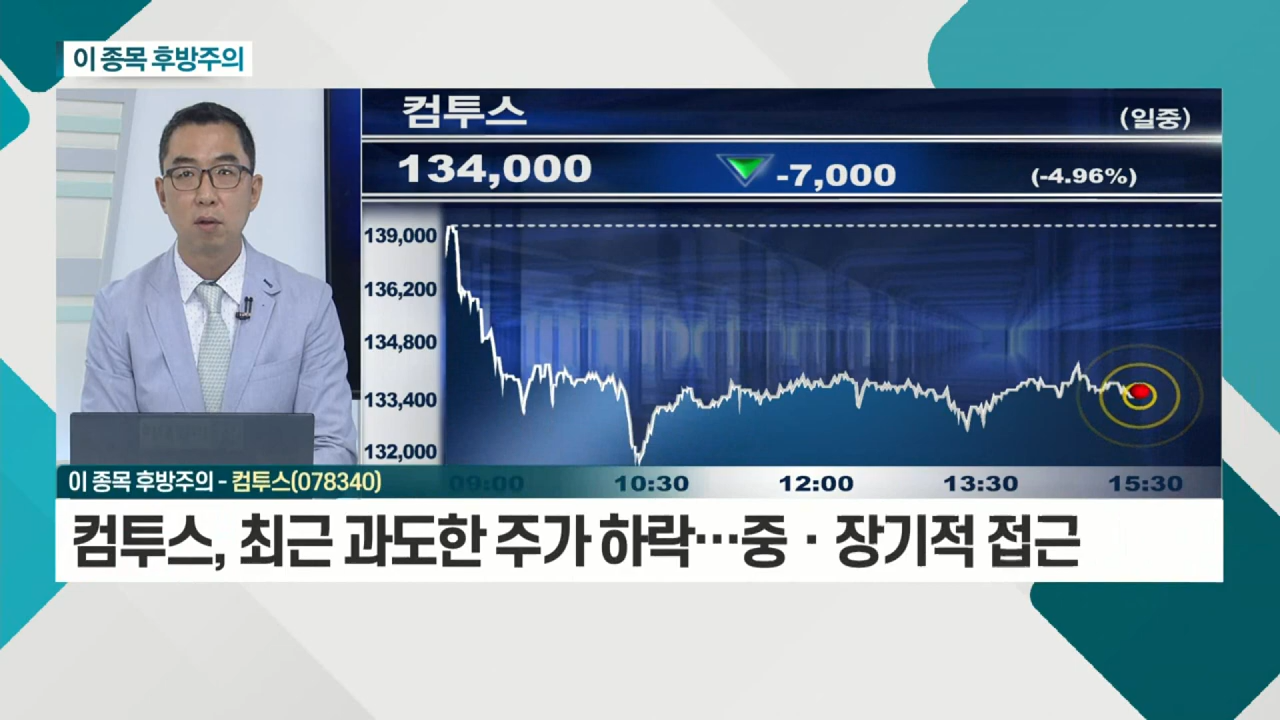 이 종목 후방주의
컴투스
(일중)
134,000 -7,000 (-4.96%)
139,000
136,200
134,800
133,400
132,000
09:00 10:30 12:00 13:30 15:30
이 종목 후방주의 - 컴투스(078340)
컴투스, 최근 과도한 주가 하락…중·장기적 접근